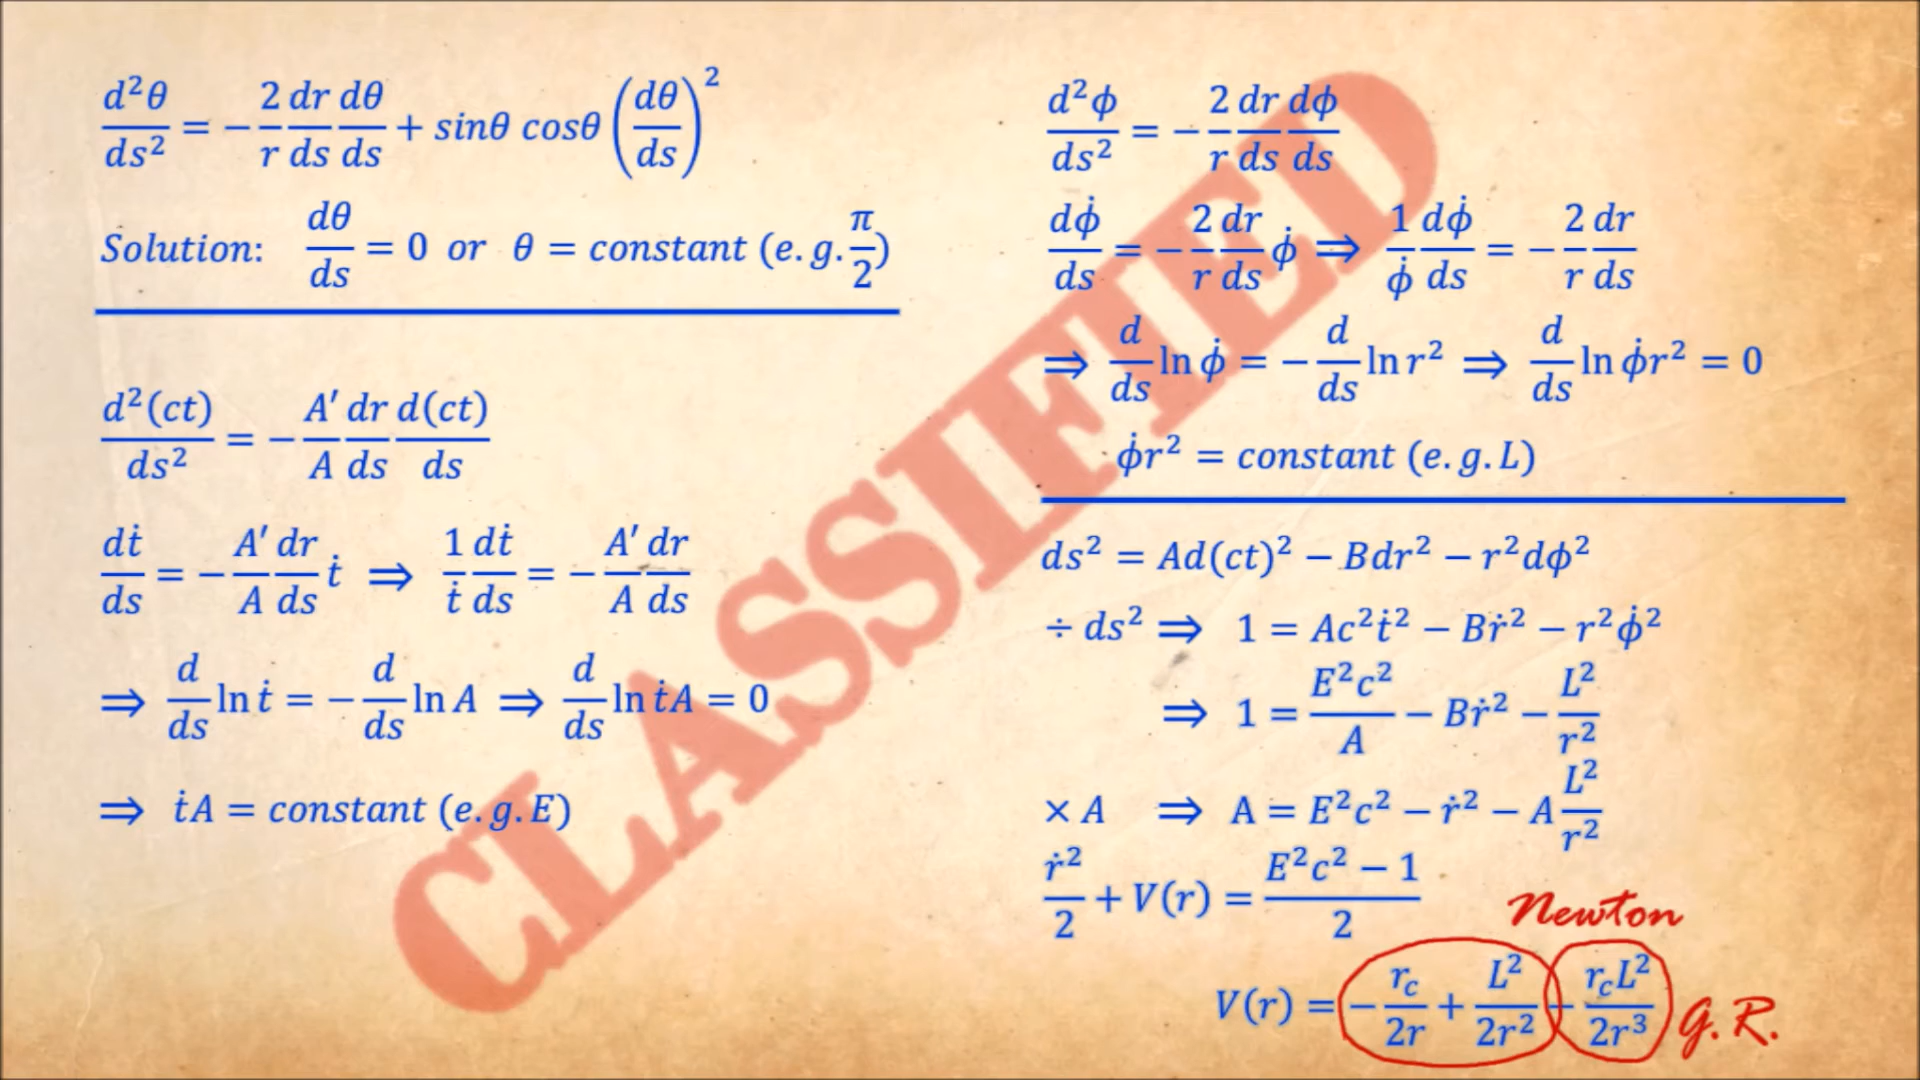 d²θ/ds² = − 2/r dr/ds dθ/ds + sinθ cosθ (dθ/ds)²
Solution: dθ/ds = 0 or θ = constant (e.g. π/2)
d²(ct)/ds² = − A′/A dr/ds d(ct)/ds
dṫ/ds = − A′/A dr/ds ṫ ⇒ 1/ṫ dṫ/ds = − A′/A dr/ds
⇒ d/ds ln ṫ = − d/ds ln A ⇒ d/ds ln ṫA = 0
⇒ ṫA = constant (e.g. E)
d²ϕ/ds² = − 2/r dr/ds dϕ/ds
dϕ̇/ds = − 2/r dr/ds ϕ̇ ⇒ 1/ϕ̇ dϕ̇/ds = − 2/r dr/ds
⇒ d/ds ln ϕ̇ = − d/ds ln r² ⇒ d/ds ln ϕ̇r² = 0
ϕ̇r² = constant (e.g. L)
ds² = Ad(ct)² − Bdr² − r²dϕ²
÷ ds² ⇒ 1 = Ac²ṫ² − Bṙ² − r²ϕ̇²
⇒ 1 = E²c²/A − Bṙ² − L²/r²
× A ⇒ A = E²c² − ṙ² − A L²/r²
ṙ²/2 + V(r) = E²c² − 1/2
Newton
V(r) = − r_c/2r + L²/2r² − r_cL²/2r³
G. R.
CLASSIFIED